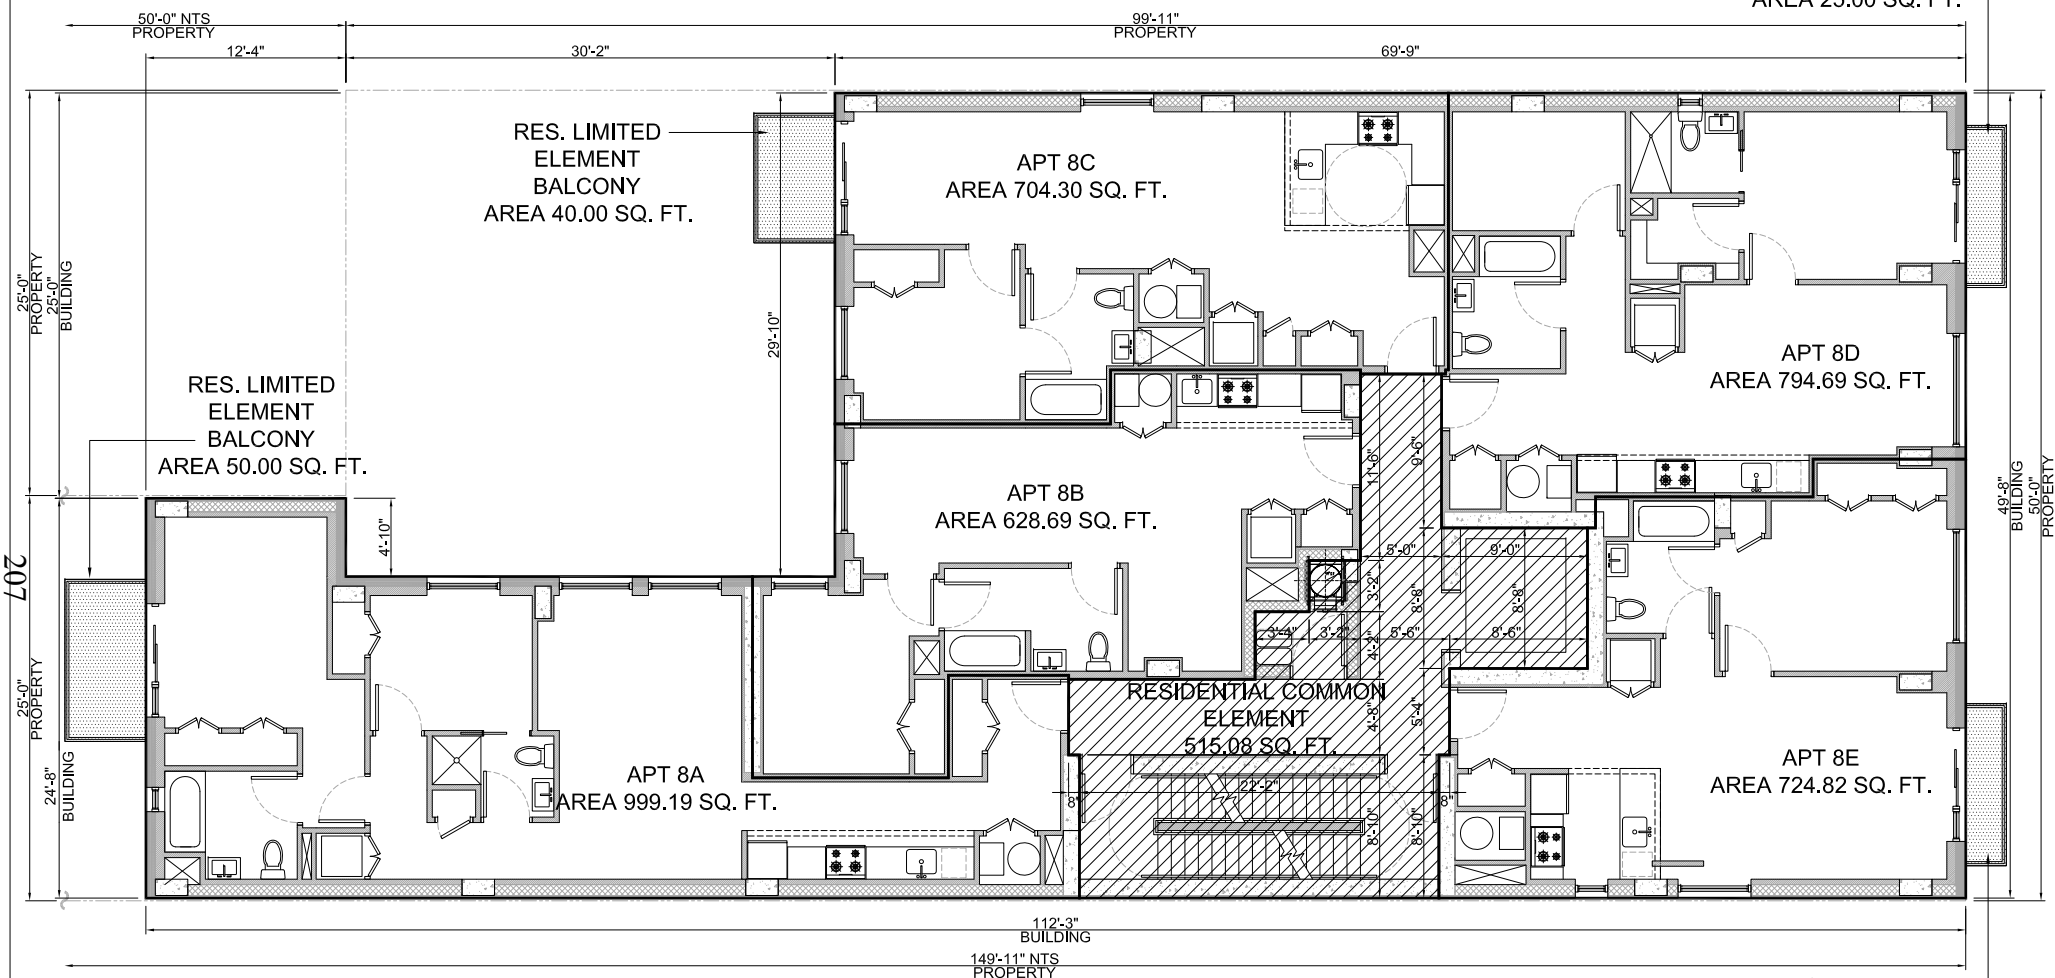 AREA 25.00 SQ. FT.
50'-0" NTS
PROPERTY
99'-11"
PROPERTY
12'-4"
30'-2"
69'-9"
RES. LIMITED
ELEMENT
BALCONY
AREA 40.00 SQ. FT.
APT 8C
AREA 704.30 SQ. FT.
25'-0"
PROPERTY
25'-0"
BUILDING
29'-10"
APT 8D
AREA 794.69 SQ. FT.
RES. LIMITED
ELEMENT
BALCONY
AREA 50.00 SQ. FT.
11'-6"
9'-6"
APT 8B
AREA 628.69 SQ. FT.
49'-8"
BUILDING
50'-0"
PROPERTY
4'-10"
5'-0"
9'-0"
3'-2"
8'-8"
8'-8"
207
3'-4"
3'-2"
5'-6"
8'-6"
4'-2"
25'-0"
PROPERTY
24'-8"
BUILDING
RESIDENTIAL COMMON
ELEMENT
515.08 SQ. FT.
4'-8"
5'-4"
APT 8A
AREA 999.19 SQ. FT.
APT 8E
AREA 724.82 SQ. FT.
22'-2"
8"
8"
8'-10"
8'-10"
112'-3"
BUILDING
149'-11" NTS
PROPERTY